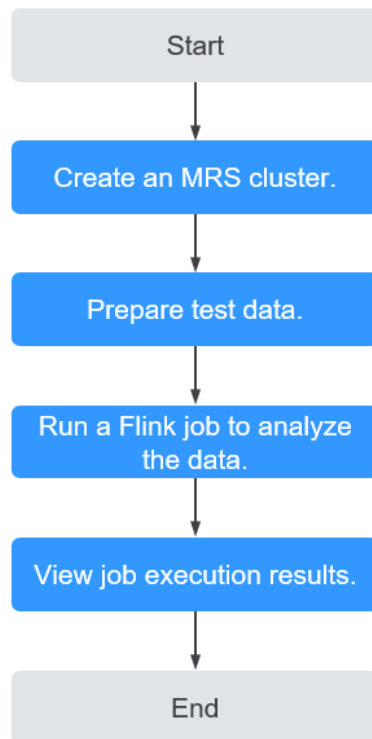 Start
Create an MRS cluster.
Prepare test data.
Run a Flink job to analyze
the data.
View job execution results.
End